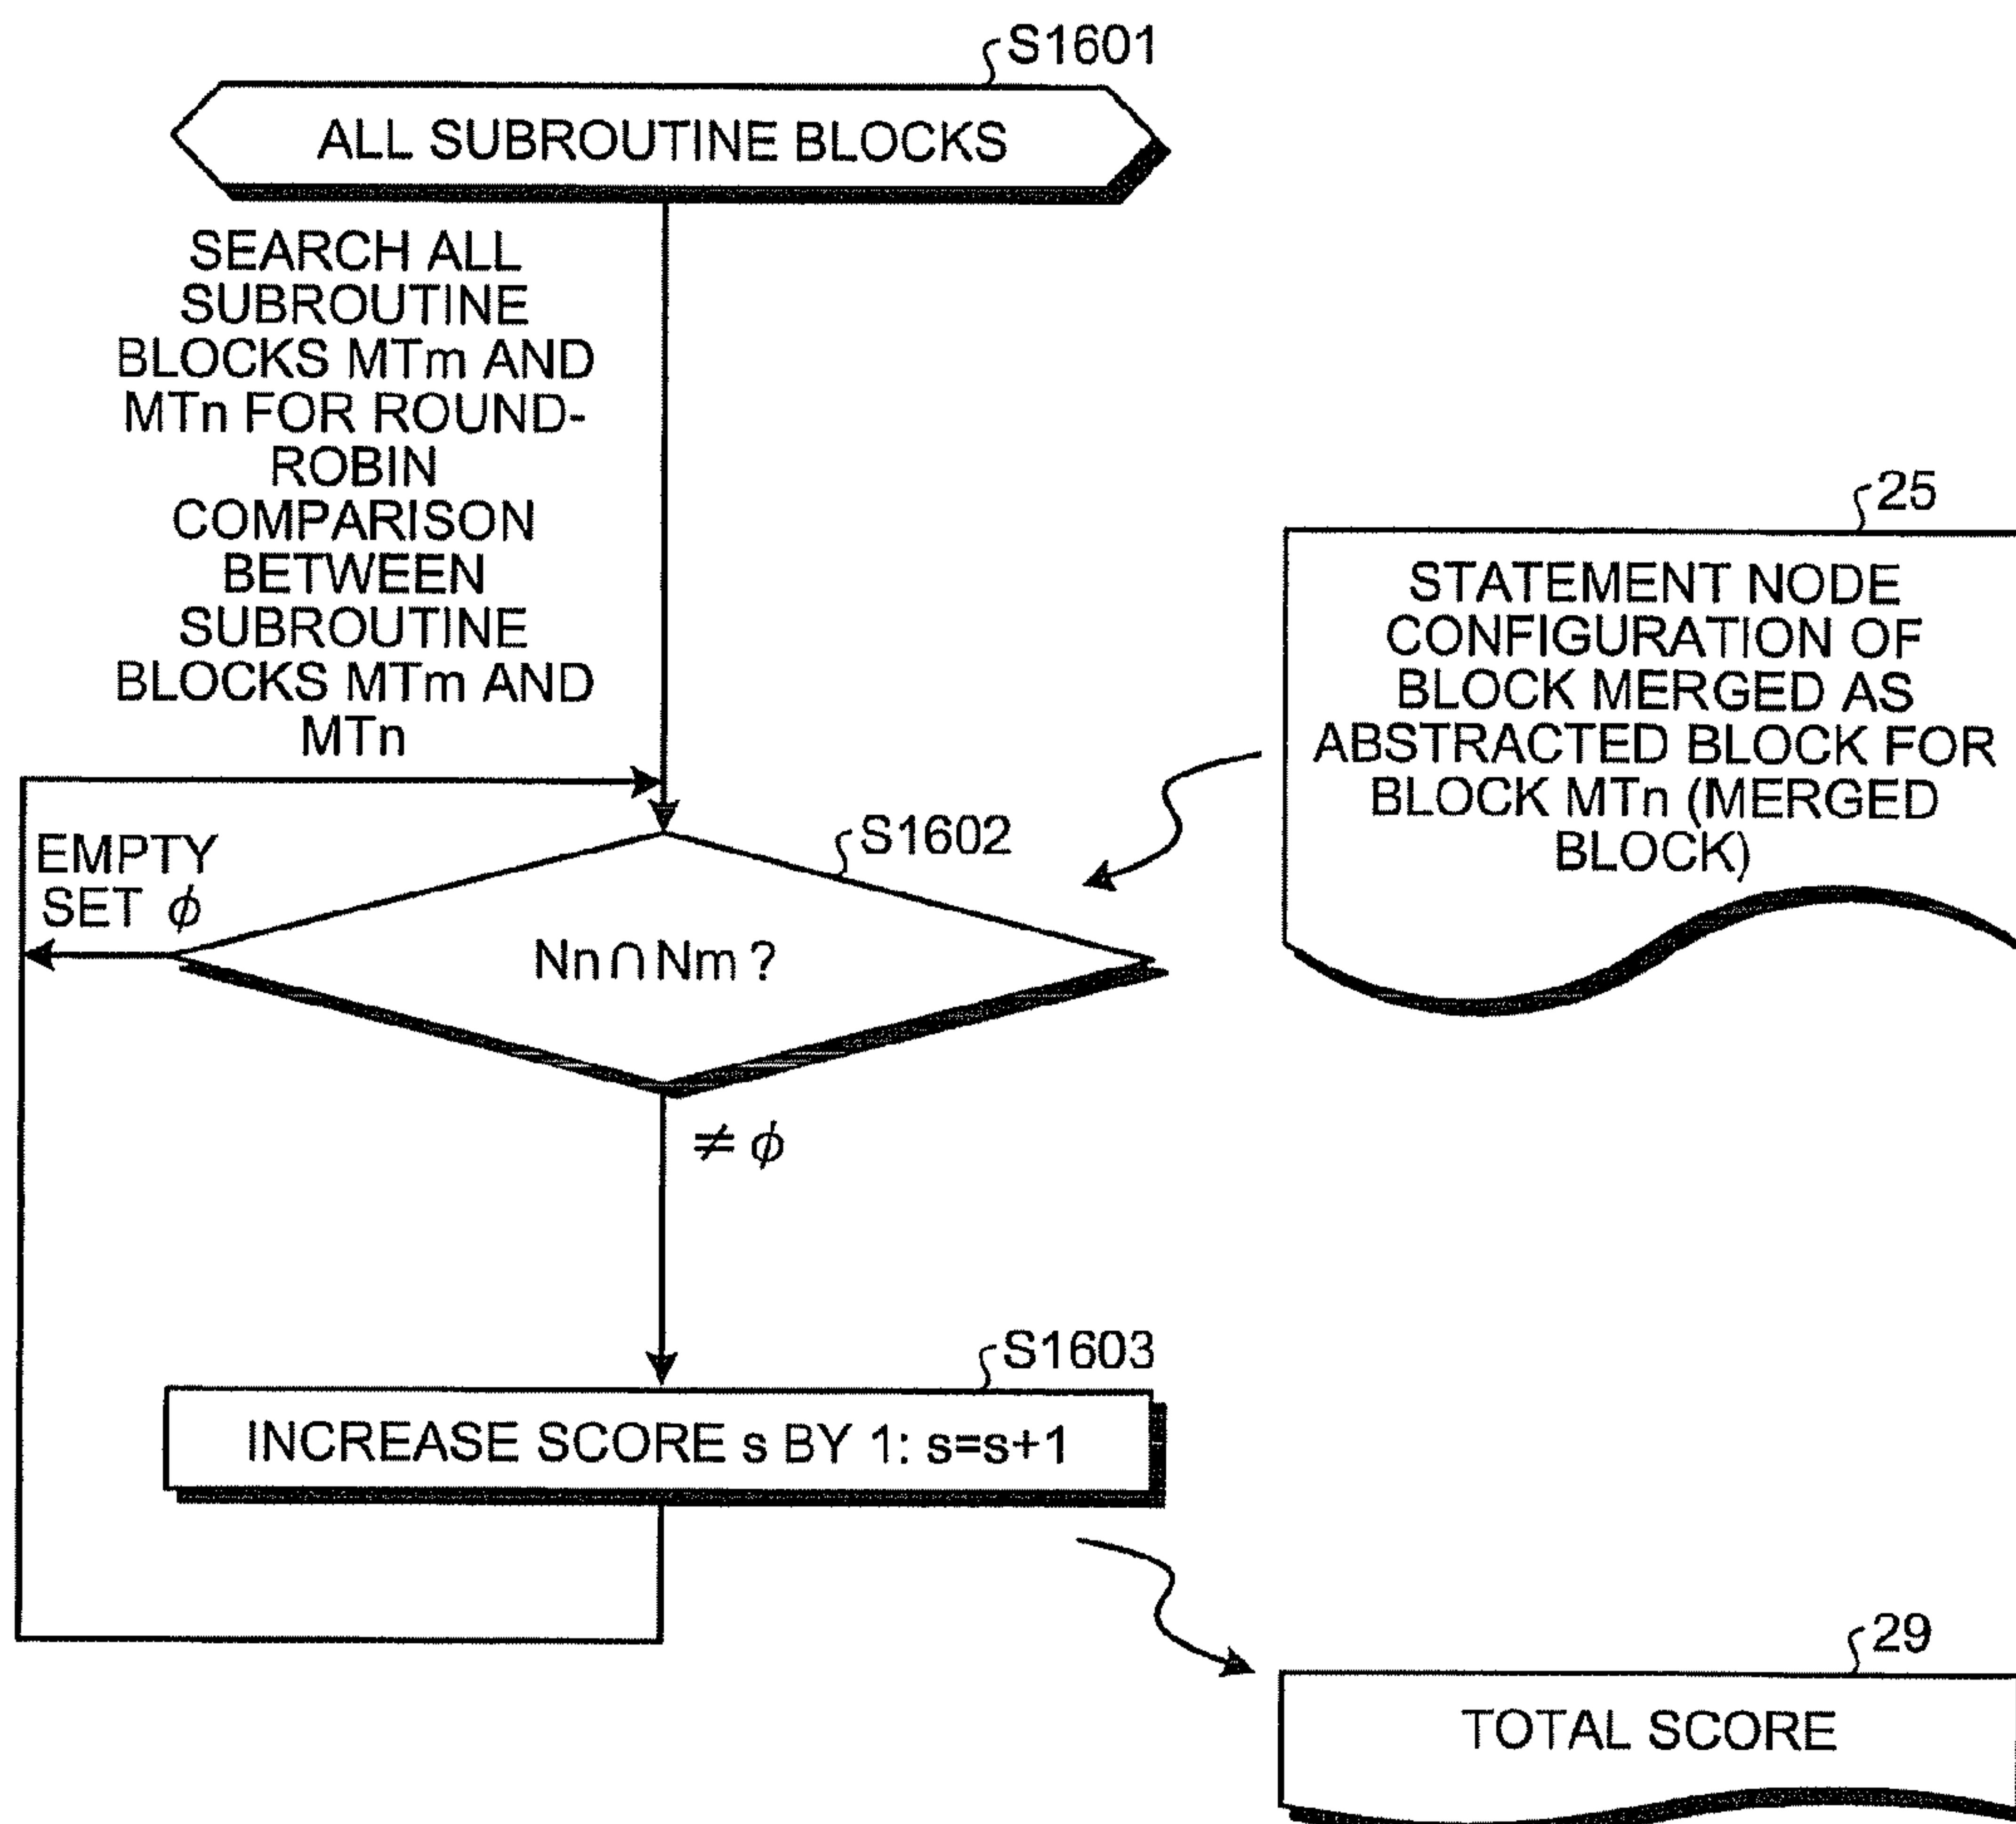 S1601
ALL SUBROUTINE BLOCKS
SEARCH ALL
SUBROUTINE
BLOCKS MTm AND
MTn FOR ROUND-
ROBIN
COMPARISON
BETWEEN
SUBROUTINE
BLOCKS MTm AND
MTn
25
STATEMENT NODE
CONFIGURATION OF
BLOCK MERGED AS
ABSTRACTED BLOCK FOR
BLOCK MTn (MERGED
BLOCK)
S1602
EMPTY
SET ϕ
Nn∩Nm ?
≠ ϕ
S1603
INCREASE SCORE s BY 1: s=s+1
29
TOTAL SCORE